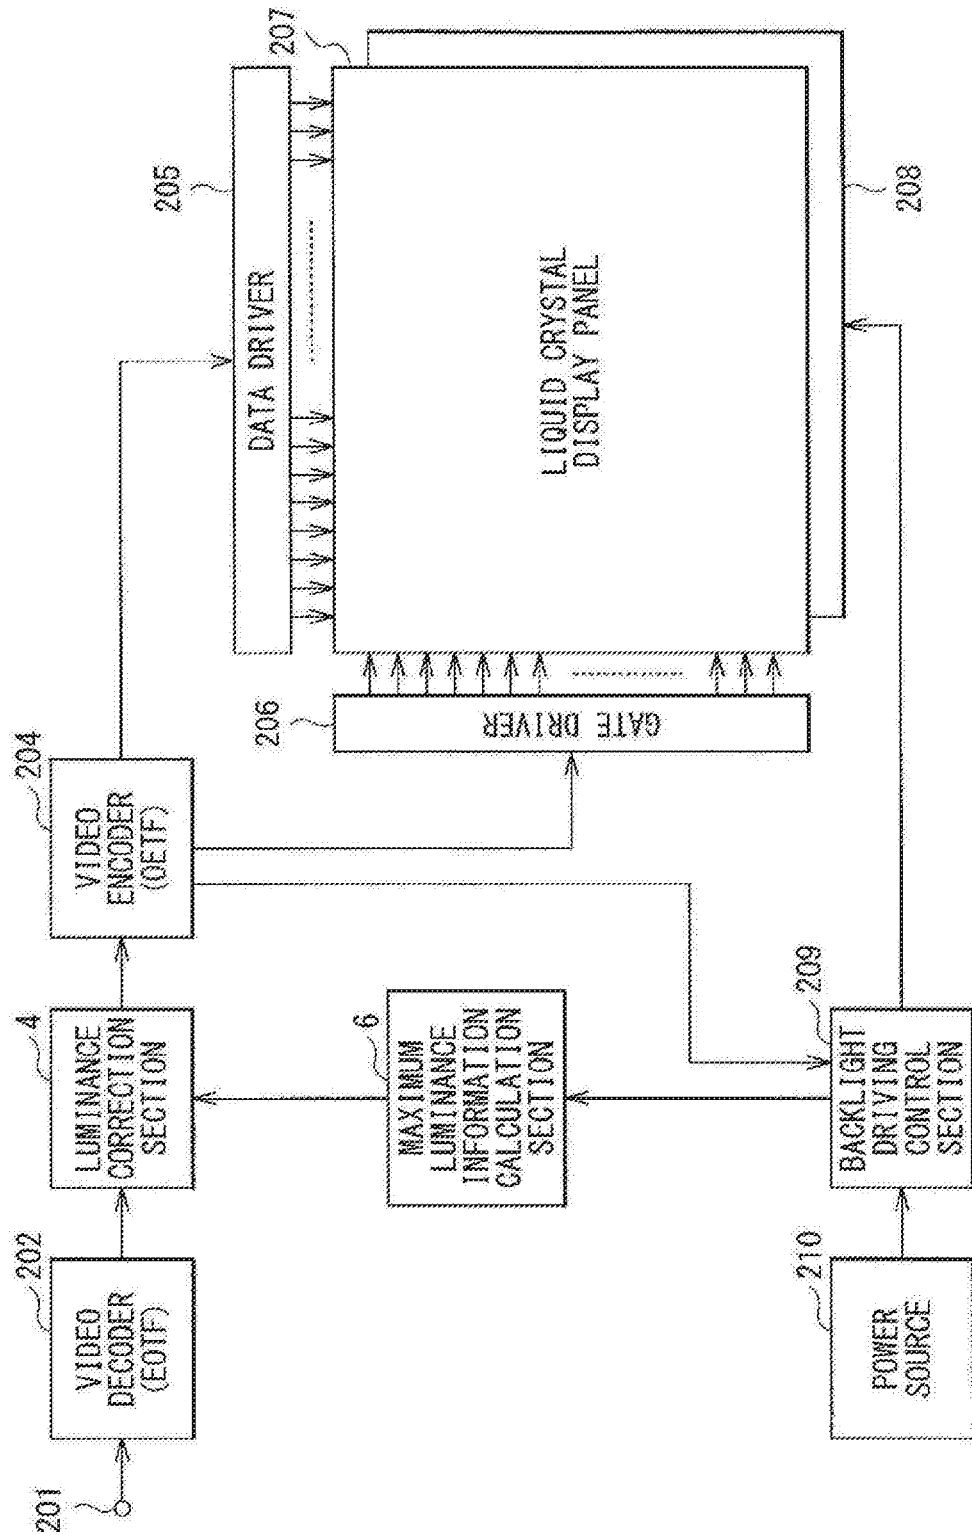 201
202
VIDEO
DECODER
(EOTF)
4
LUMINANCE
CORRECTION
SECTION
204
VIDEO
ENCODER
(OETF)
205
DATA DRIVER
206
GATE DRIVER
207
LIQUID CRYSTAL
DISPLAY PANEL
208
6
MAXIMUM
LUMINANCE
INFORMATION
CALCULATION
SECTION
209
BACKLIGHT
DRIVING
CONTROL
SECTION
210
POWER
SOURCE